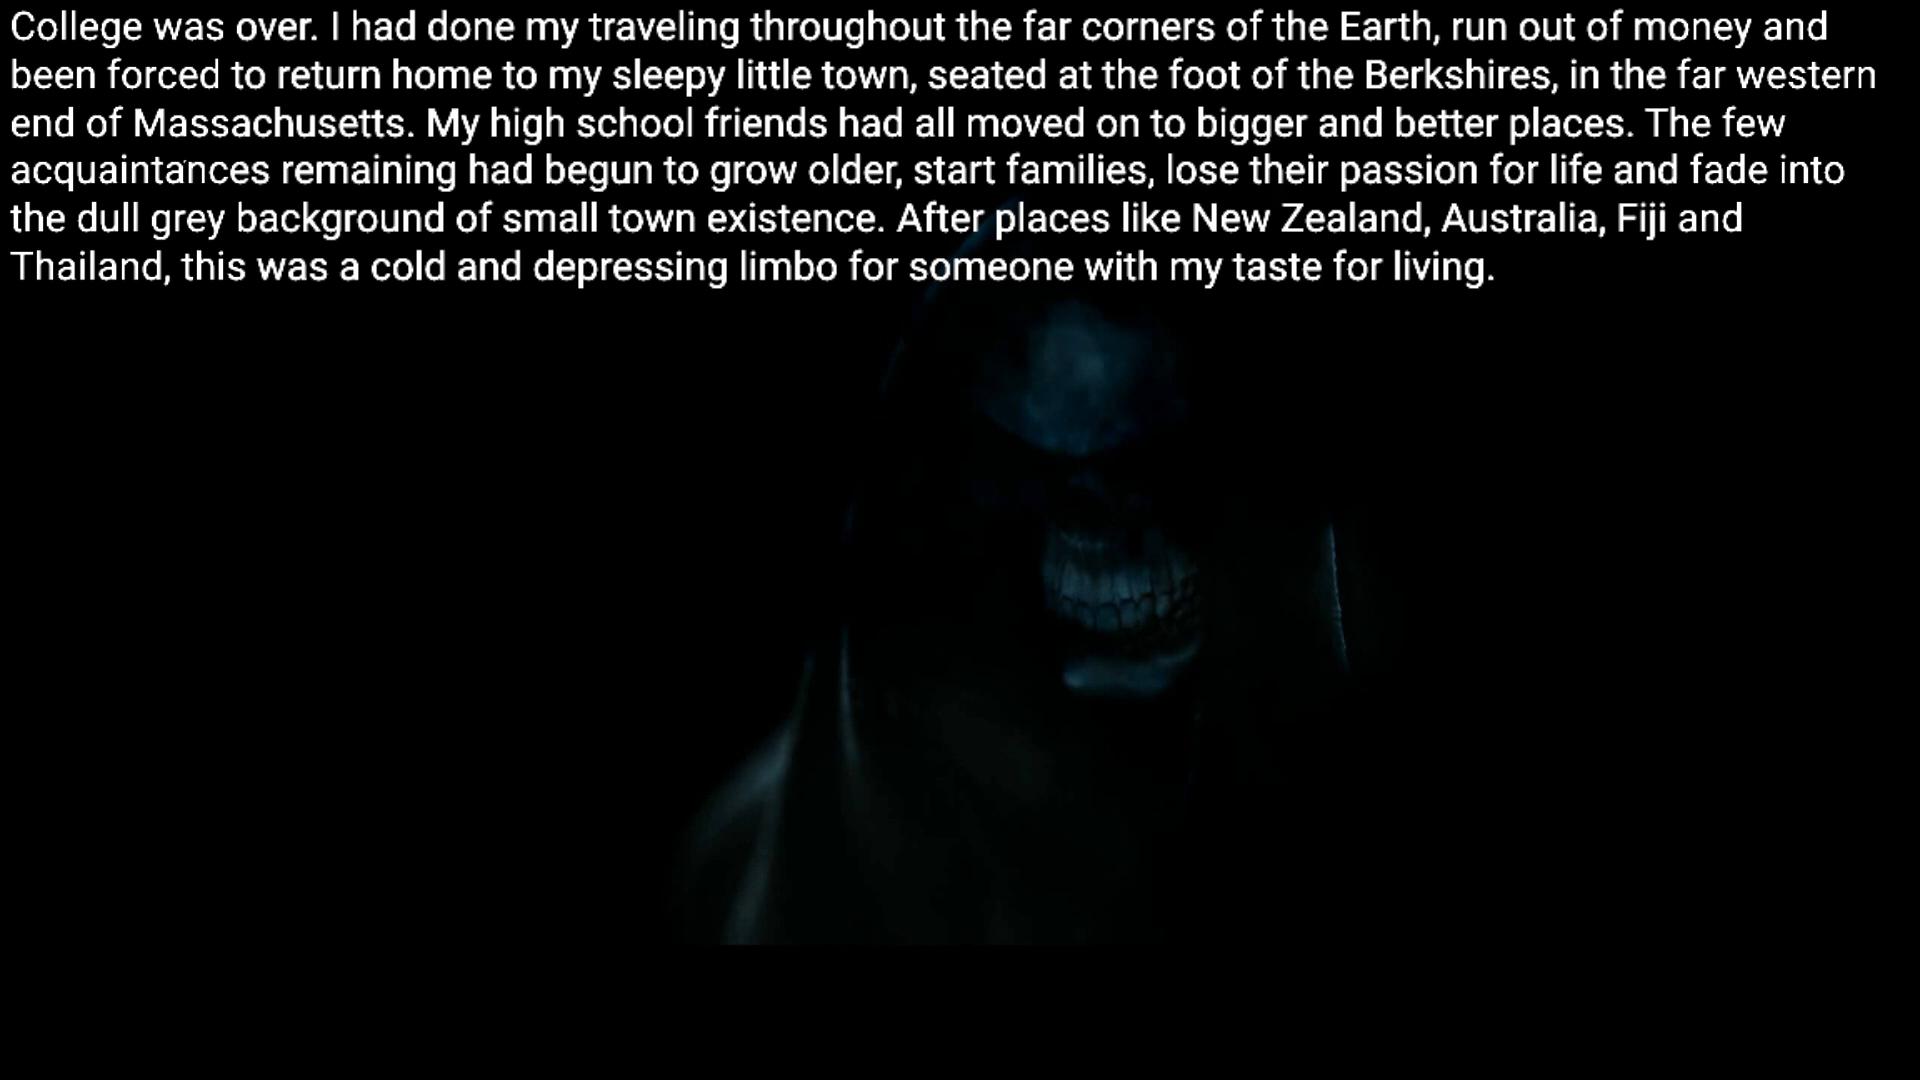 College was over. I had done my traveling throughout the far corners of the Earth, run out of money and
been forced to return home to my sleepy little town, seated at the foot of the Berkshires, in the far western
end of Massachusetts. My high school friends had all moved on to bigger and better places. The few
acquaintances remaining had begun to grow older, start families, lose their passion for life and fade into
the dull grey background of small town existence. After places like New Zealand, Australia, Fiji and
Thailand, this was a cold and depressing limbo for someone with my taste for living.